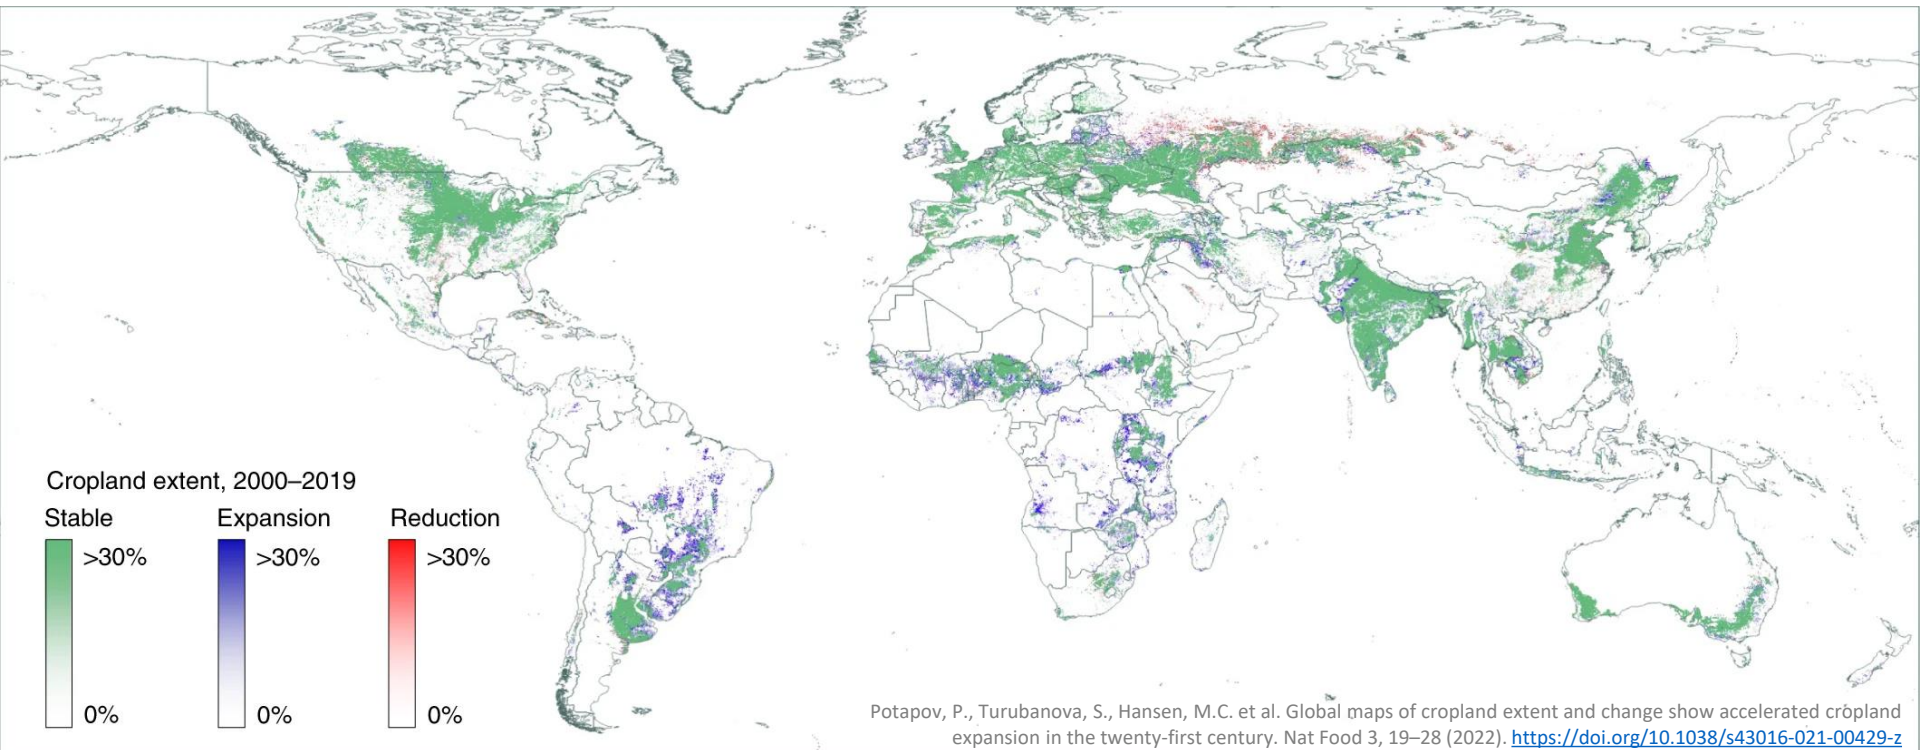 Cropland extent, 2000–2019
Stable
Expansion
Reduction
>30%
>30%
>30%
0%
0%
0%
Potapov, P., Turubanova, S., Hansen, M.C. et al. Global maps of cropland extent and change show accelerated cropland
expansion in the twenty-first century. Nat Food 3, 19–28 (2022). https://doi.org/10.1038/s43016-021-00429-z